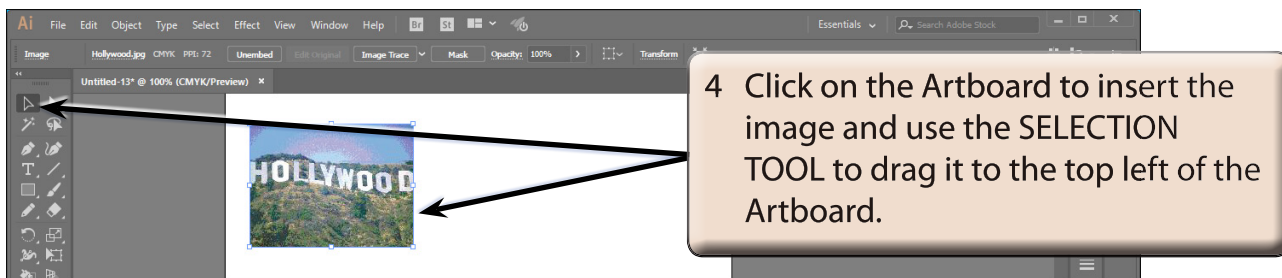 Ai File Edit Object Type Select Effect View Window Help Br St Essentials Search Adobe Stock
Image Hollywood.jpg CMYK PPI: 72 Unembed Edit Original Image Trace Mask Opacity: 100% Transform
Untitled-13* @ 100% (CMYK/Preview) ×
HOLLYWOOD
4 Click on the Artboard to insert the
image and use the SELECTION
TOOL to drag it to the top left of the
Artboard.